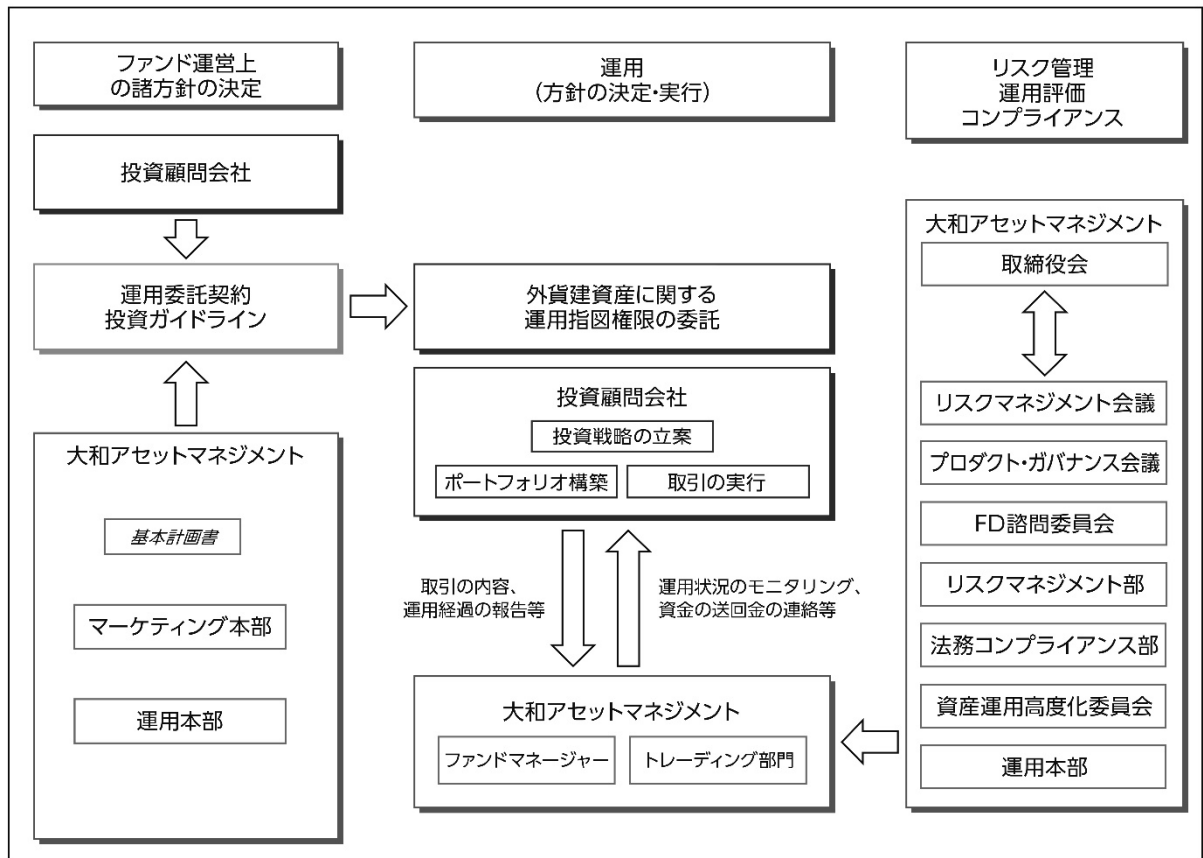 ファンド運営上
の諸方針の決定
運用
(方針の決定・実行)
リスク管理
運用評価
コンプライアンス
投資顧問会社
運用委託契約
投資ガイドライン
大和アセットマネジメント
基本計画書
マーケティング本部
運用本部
外貨建資産に関する
運用指図権限の委託
投資顧問会社
投資戦略の立案
ポートフォリオ構築
取引の実行
取引の内容、
運用経過の報告等
運用状況のモニタリング、
資金の送回金の連絡等
大和アセットマネジメント
ファンドマネージャー
トレーディング部門
大和アセットマネジメント
取締役会
リスクマネジメント会議
プロダクト・ガバナンス会議
FD諮問委員会
リスクマネジメント部
法務コンプライアンス部
資産運用高度化委員会
運用本部